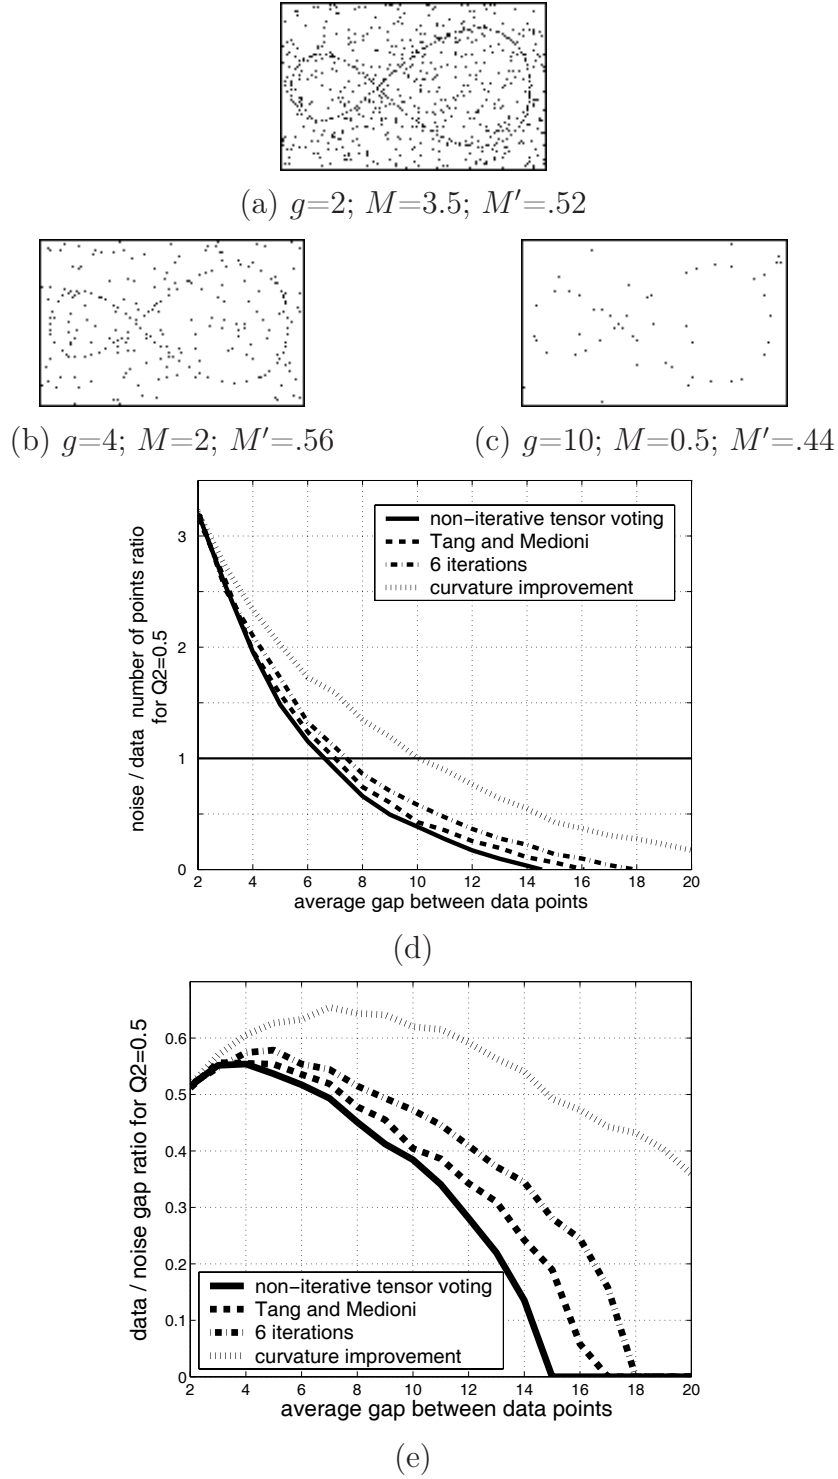 (a) g=2; M=3.5; M′=.52
(b) g=4; M=2; M′=.56
(c) g=10; M=0.5; M′=.44
noise / data number of points ratio
for Q2=0.5
3
2
1
0
non−iterative tensor voting
Tang and Medioni
6 iterations
curvature improvement
2 4 6 8 10 12 14 16 18 20
average gap between data points
(d)
data / noise gap ratio for Q2=0.5
0.6
0.5
0.4
0.3
0.2
0.1
0
non−iterative tensor voting
Tang and Medioni
6 iterations
curvature improvement
2 4 6 8 10 12 14 16 18 20
average gap between data points
(e)